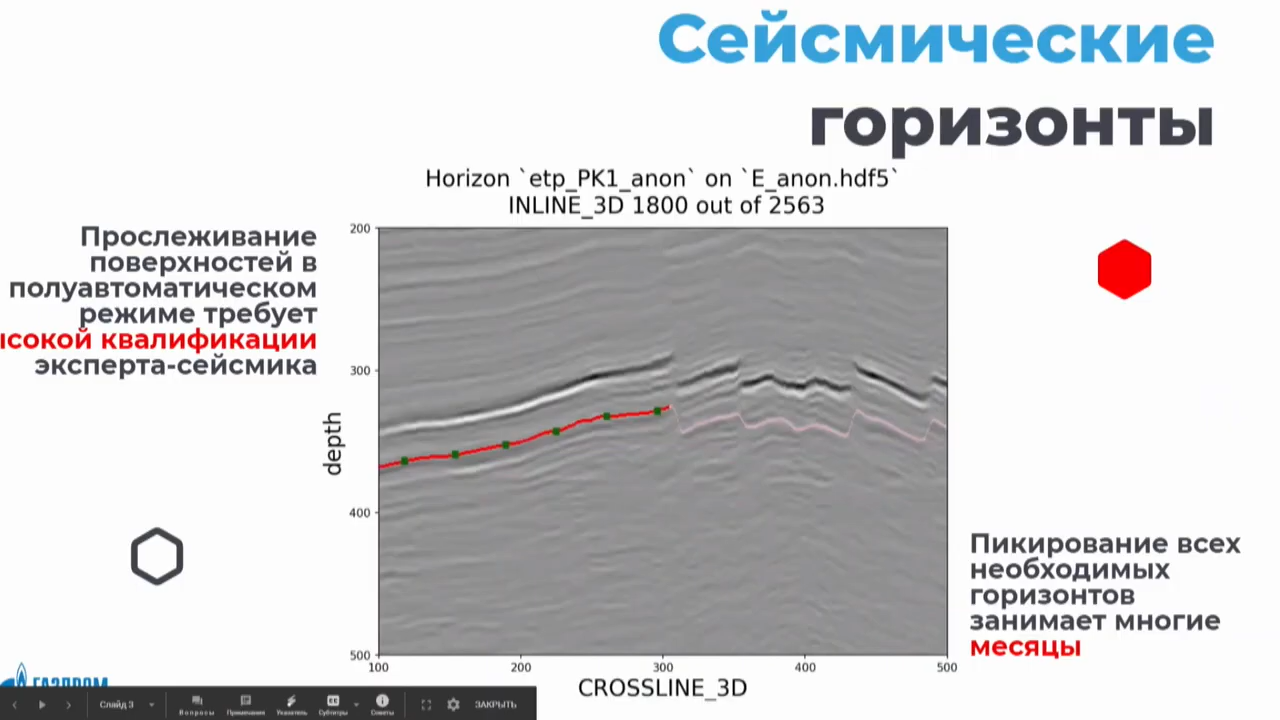 Сейсмические
горизонты
Horizon `etp_PK1_anon` on `E_anon.hdf5`
INLINE_3D 1800 out of 2563
Прослеживание
поверхностей в
полуавтоматическом
режиме требует
ысокой квалификации
эксперта-сейсмика
200
300
400
500
depth
100
200
300
400
500
CROSSLINE_3D
Пикирование всех
необходимых
горизонтов
занимает многие
месяцы
ГАЗПРОМ
Слайд 3
Вопросы
Примечания
Указатель
Субтитры
Советы
ЗАКРЫТЬ